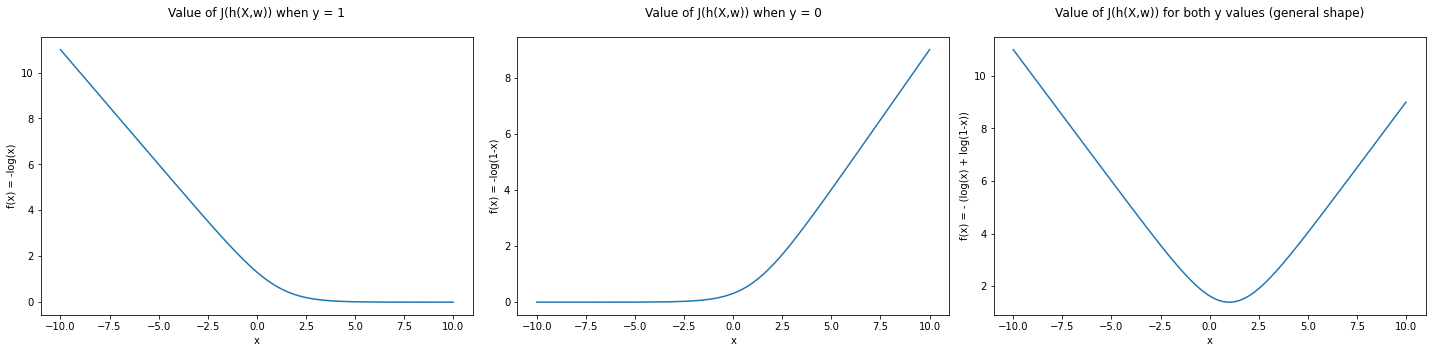 Value of J(h(X,w)) when y = 1
f(x) = -log(x)
10
8
6
4
2
0
−10.0 −7.5 −5.0 −2.5 0.0 2.5 5.0 7.5 10.0
x
Value of J(h(X,w)) when y = 0
f(x) = -log(1-x)
8
6
4
2
0
−10.0 −7.5 −5.0 −2.5 0.0 2.5 5.0 7.5 10.0
x
Value of J(h(X,w)) for both y values (general shape)
f(x) = - (log(x) + log(1-x))
10
8
6
4
2
−10.0 −7.5 −5.0 −2.5 0.0 2.5 5.0 7.5 10.0
x